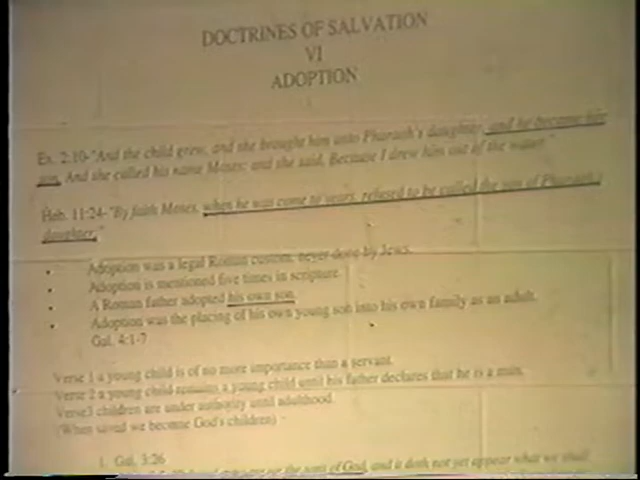 DOCTRINES OF SALVATION
VI
ADOPTION
Ex. 2:10-"And the child grew, and she brought him unto Pharaoh's daughter, and he became her
son. And she called his name Moses: and she said, Because I drew him out of the water."
Heb. 11:24-"By faith Moses, when he was come to years, refused to be called the son of Pharaoh's
daughter;"
• Adoption was a legal Roman custom, never done by Jews.
• Adoption is mentioned five times in scripture.
• A Roman father adopted his own son.
• Adoption was the placing of his own young son into his own family as an adult.
Gal. 4:1-7
Verse 1 a young child is of no more importance than a servant.
Verse 2 a young child remains a young child until his father declares that he is a man.
Verse3 children are under authority until adulthood.
(When saved we become God's children)
1. Gal. 3:26
the sons of God, and it doth not yet appear what we shall